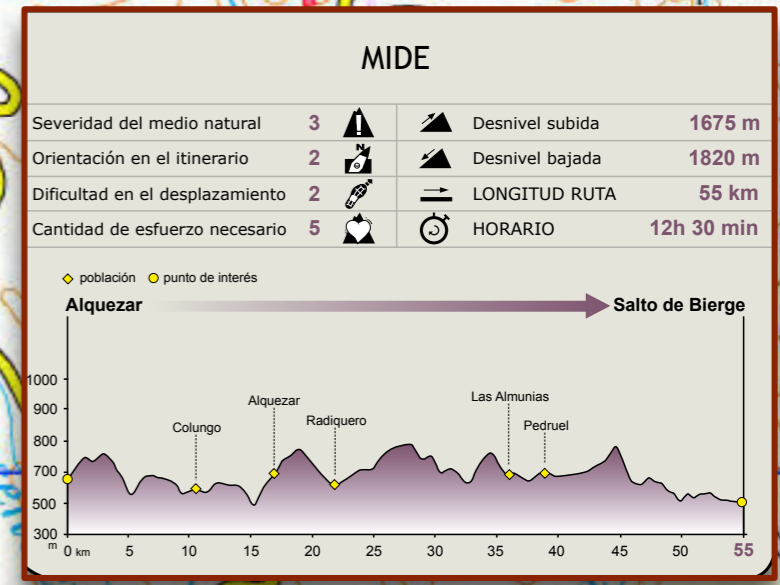 MIDE
Severidad del medio natural 3
Desnivel subida 1675 m
Orientación en el itinerario 2
N
Desnivel bajada 1820 m
Dificultad en el desplazamiento 2
LONGITUD RUTA 55 km
Cantidad de esfuerzo necesario 5
HORARIO 12h 30 min
población punto de interés
Alquezar Salto de Bierge
1000
900
800
700
500
300
m
Colungo
Alquezar
Radiquero
Las Almunias
Pedruel
0 km 5 10 15 20 25 30 35 40 45 50 55